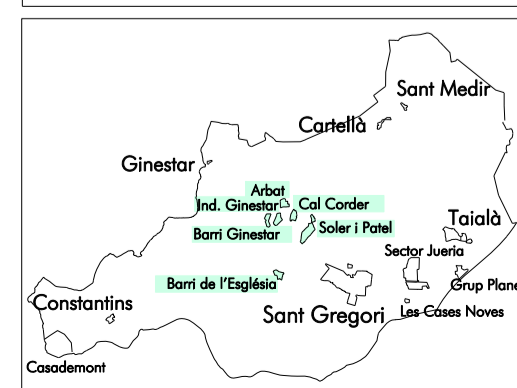 Sant Medir
Cartellà
Ginestar
Arbat
Ind. Ginestar
Cal Corder
Barri Ginestar
Soler i Patel
Taialà
Sector Jueria
Barri de l'Església
Grup Plane
Constantins
Sant Gregori
Les Cases Noves
Casademont